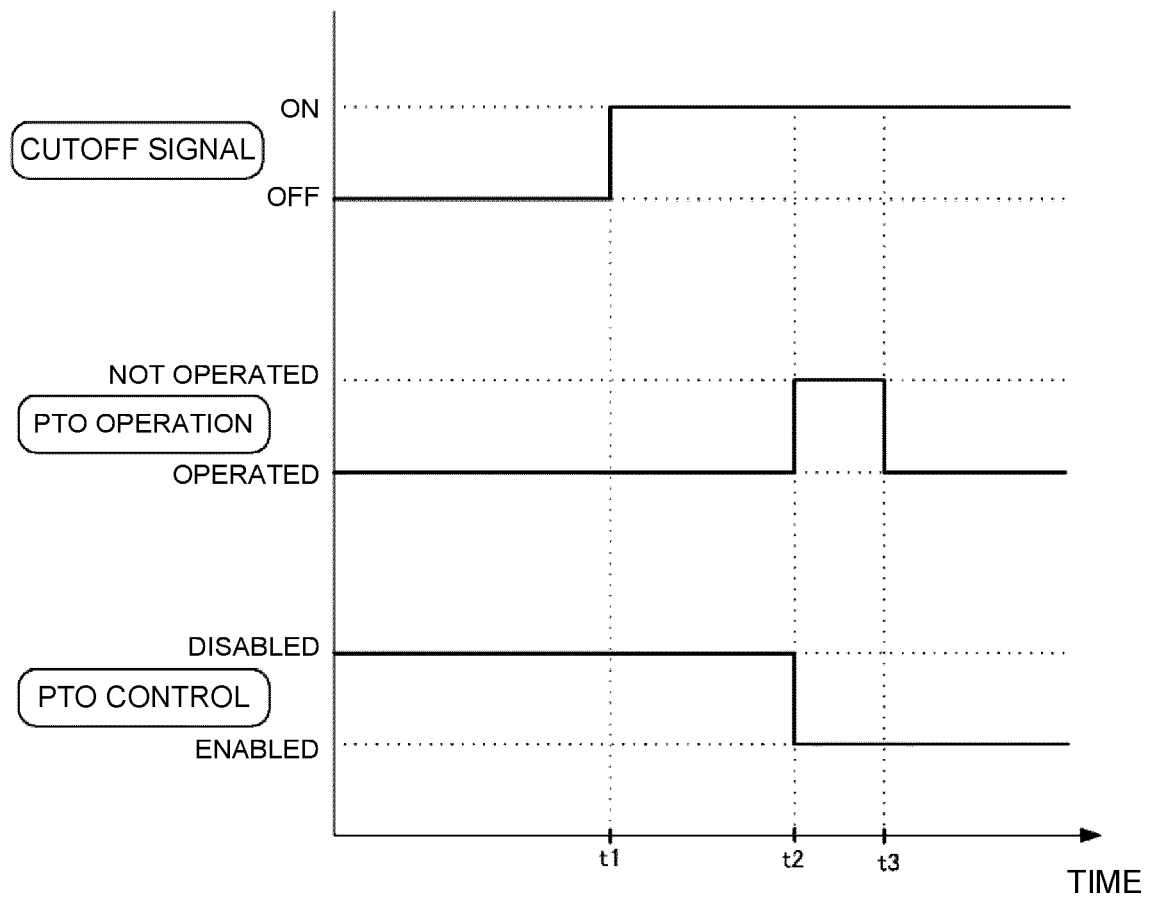 ON
CUTOFF SIGNAL
OFF
NOT OPERATED
PTO OPERATION
OPERATED
DISABLED
PTO CONTROL
ENABLED
t1
t2
t3
TIME